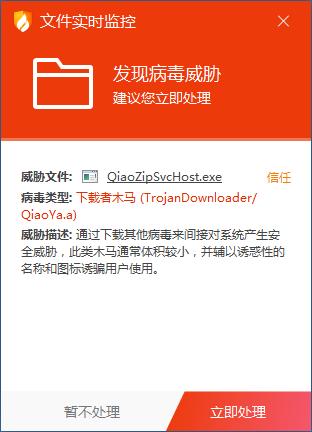 文件实时监控
发现病毒威胁
建议您立即处理
威胁文件: QiaoZipSvcHost.exe 信任
病毒类型: 下载者木马 (TrojanDownloader/
QiaoYa.a)
威胁描述: 通过下载其他病毒来间接对系统产生安
全威胁，此类木马通常体积较小，并辅以诱惑性的
名称和图标诱骗用户使用。
暂不处理 立即处理